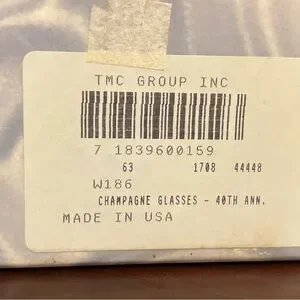 TMC GROUP INC
7 1839600159
63 1708 44448
W186
CHAMPAGNE GLASSES - 40TH ANN.
MADE IN USA